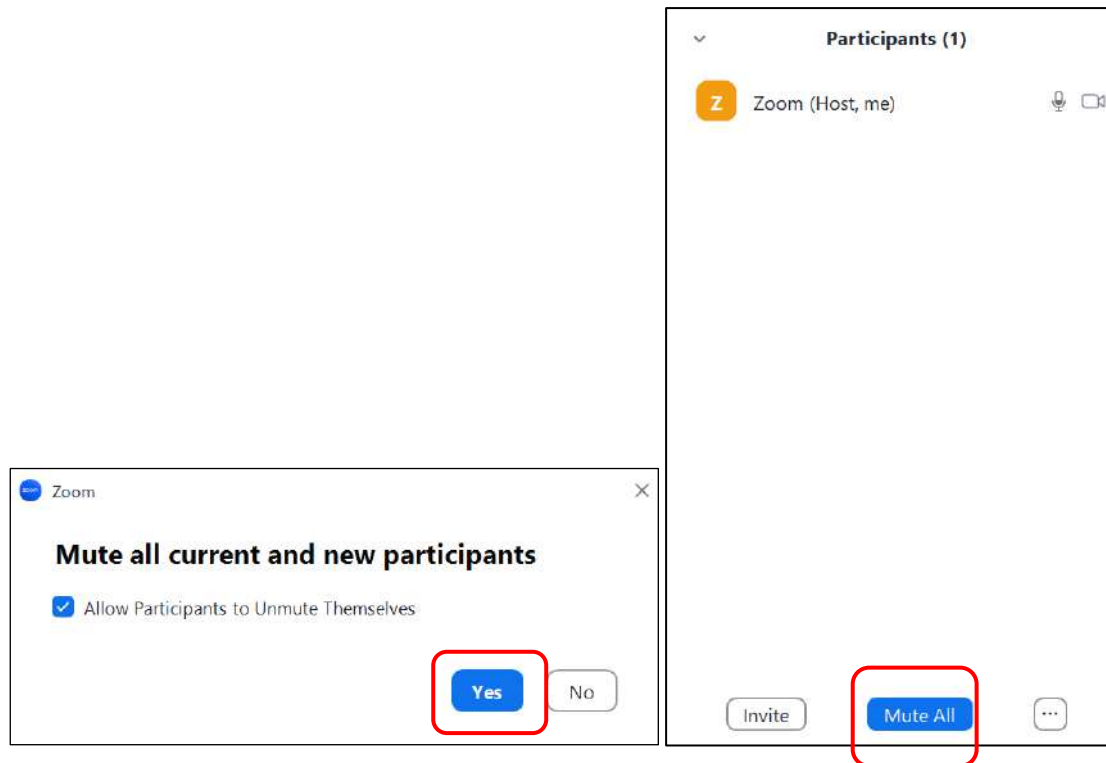 Participants (1)
Z
Zoom (Host, me)
zoom
Zoom
Mute all current and new participants
Allow Participants to Unmute Themselves
Yes
No
Invite
Mute All